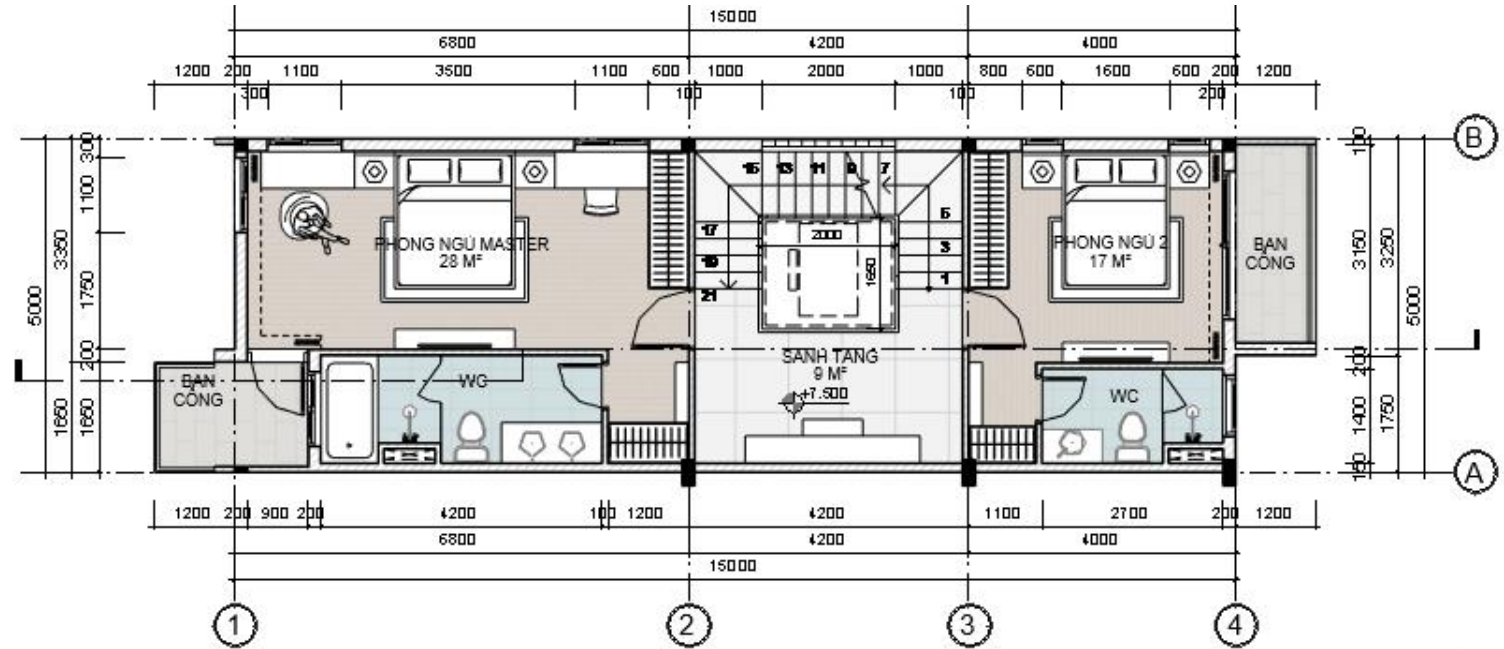 15000
6800 4200 4000
1200 200 1100 3500 1100 600 1000 2000 1000 800 600 1600 600 200 1200
300 100 100 200
B
300 100
1100
3350 3150 3250
5000 5000
1750
200 200
1650 1650 1400 1750
150
A
15 13 11 9 7
17 5
19 3
21 1
2000
1650
PHONG NGỦ MASTER
28 M²
PHONG NGỦ 2
17 M²
BAN
CÔNG
SẢNH TẦNG
9 M²
+7.500
BAN
CÔNG
WC
WC
1200 200 900 200 4200 100 1200 4200 1100 2700 200 1200
6800 4200 4000
15000
1 2 3 4